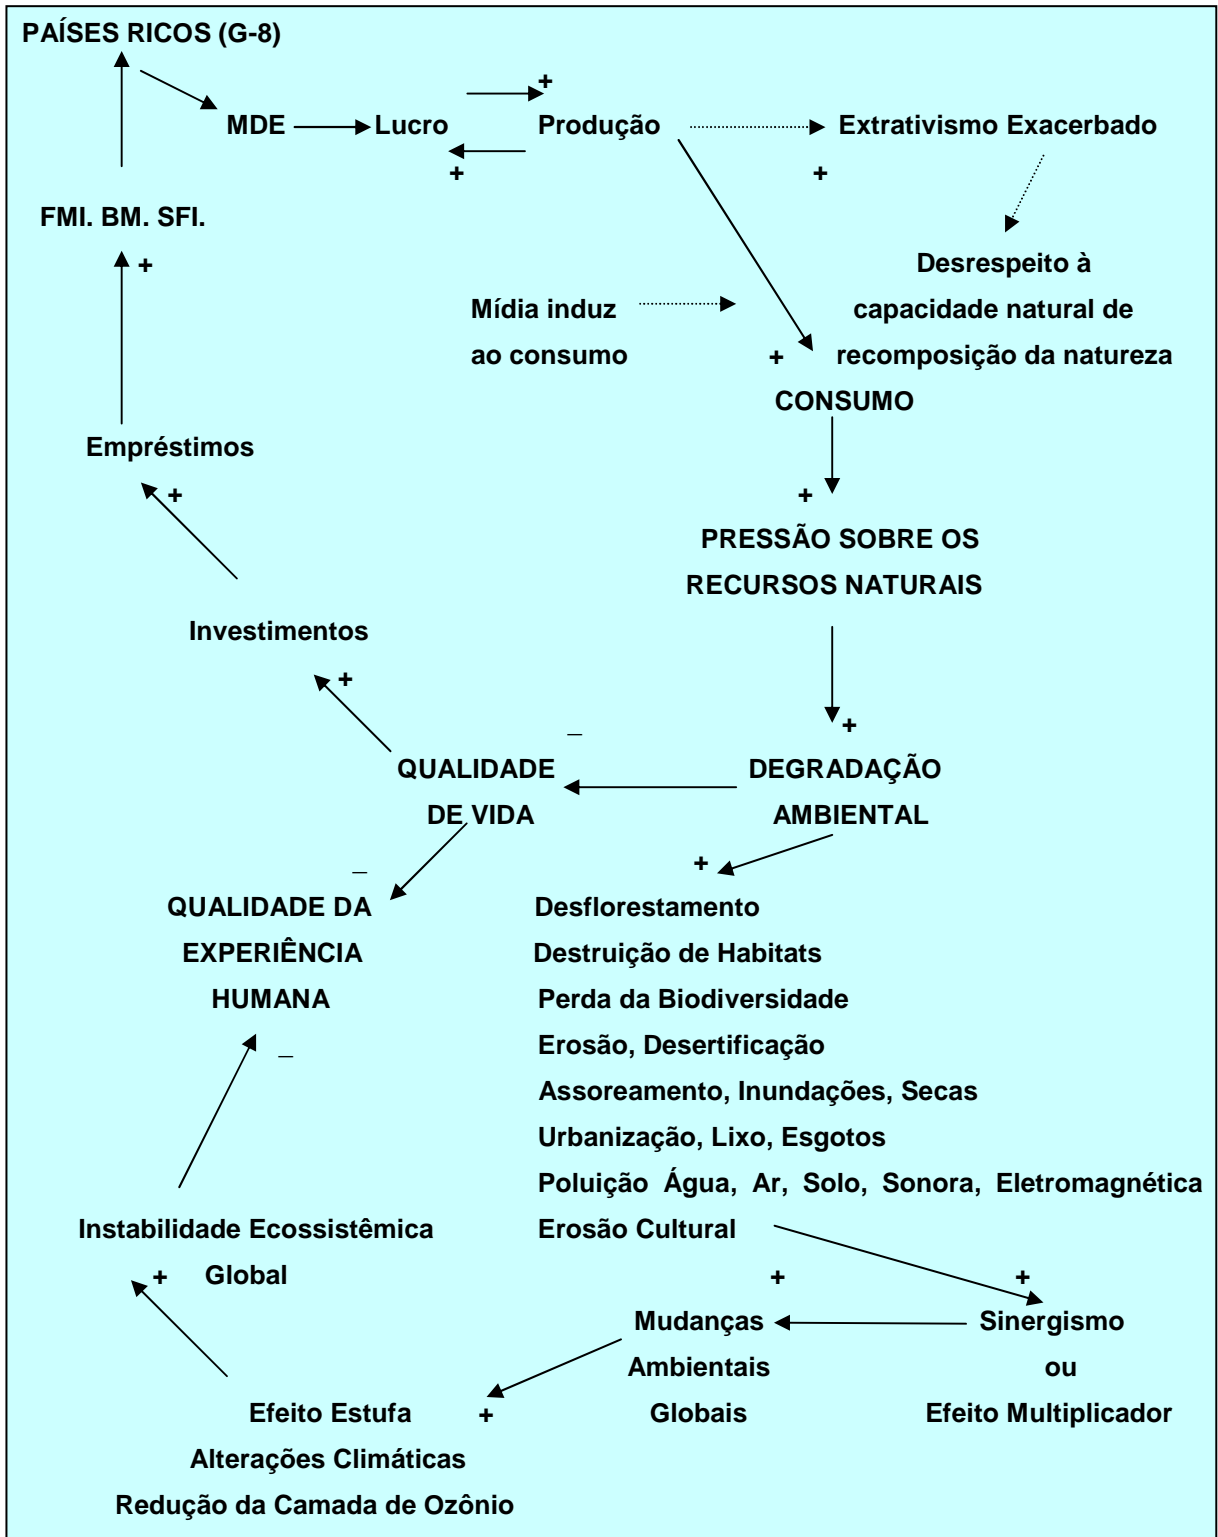 PAÍSES RICOS (G-8)
+
MDE Lucro Produção Extrativismo Exacerbado
+ +
FMI. BM. SFI.
+ Desrespeito à
Mídia induz capacidade natural de
ao consumo + recomposição da natureza
CONSUMO
Empréstimos
+ +
PRESSÃO SOBRE OS
RECURSOS NATURAIS
Investimentos
+
_ +
QUALIDADE DEGRADAÇÃO
DE VIDA AMBIENTAL
_ +
QUALIDADE DA Desflorestamento
EXPERIÊNCIA Destruição de Habitats
HUMANA Perda da Biodiversidade
_ Erosão, Desertificação
Assoreamento, Inundações, Secas
Urbanização, Lixo, Esgotos
Poluição Água, Ar, Solo, Sonora, Eletromagnética
Instabilidade Ecossistêmica Erosão Cultural
+ Global + +
Mudanças Sinergismo
Ambientais ou
Efeito Estufa + Globais Efeito Multiplicador
Alterações Climáticas
Redução da Camada de Ozônio